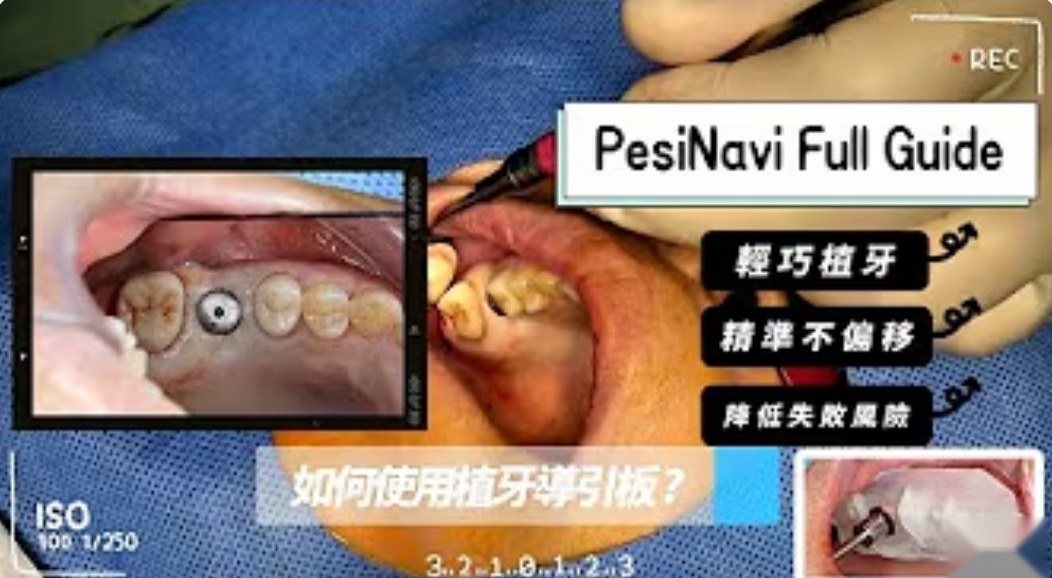 REC
PesiNavi Full Guide
輕巧植牙
精準不偏移
降低失敗風險
如何使用植牙導引板?
ISO
100 1/250
3..2..1..0..1..2..3